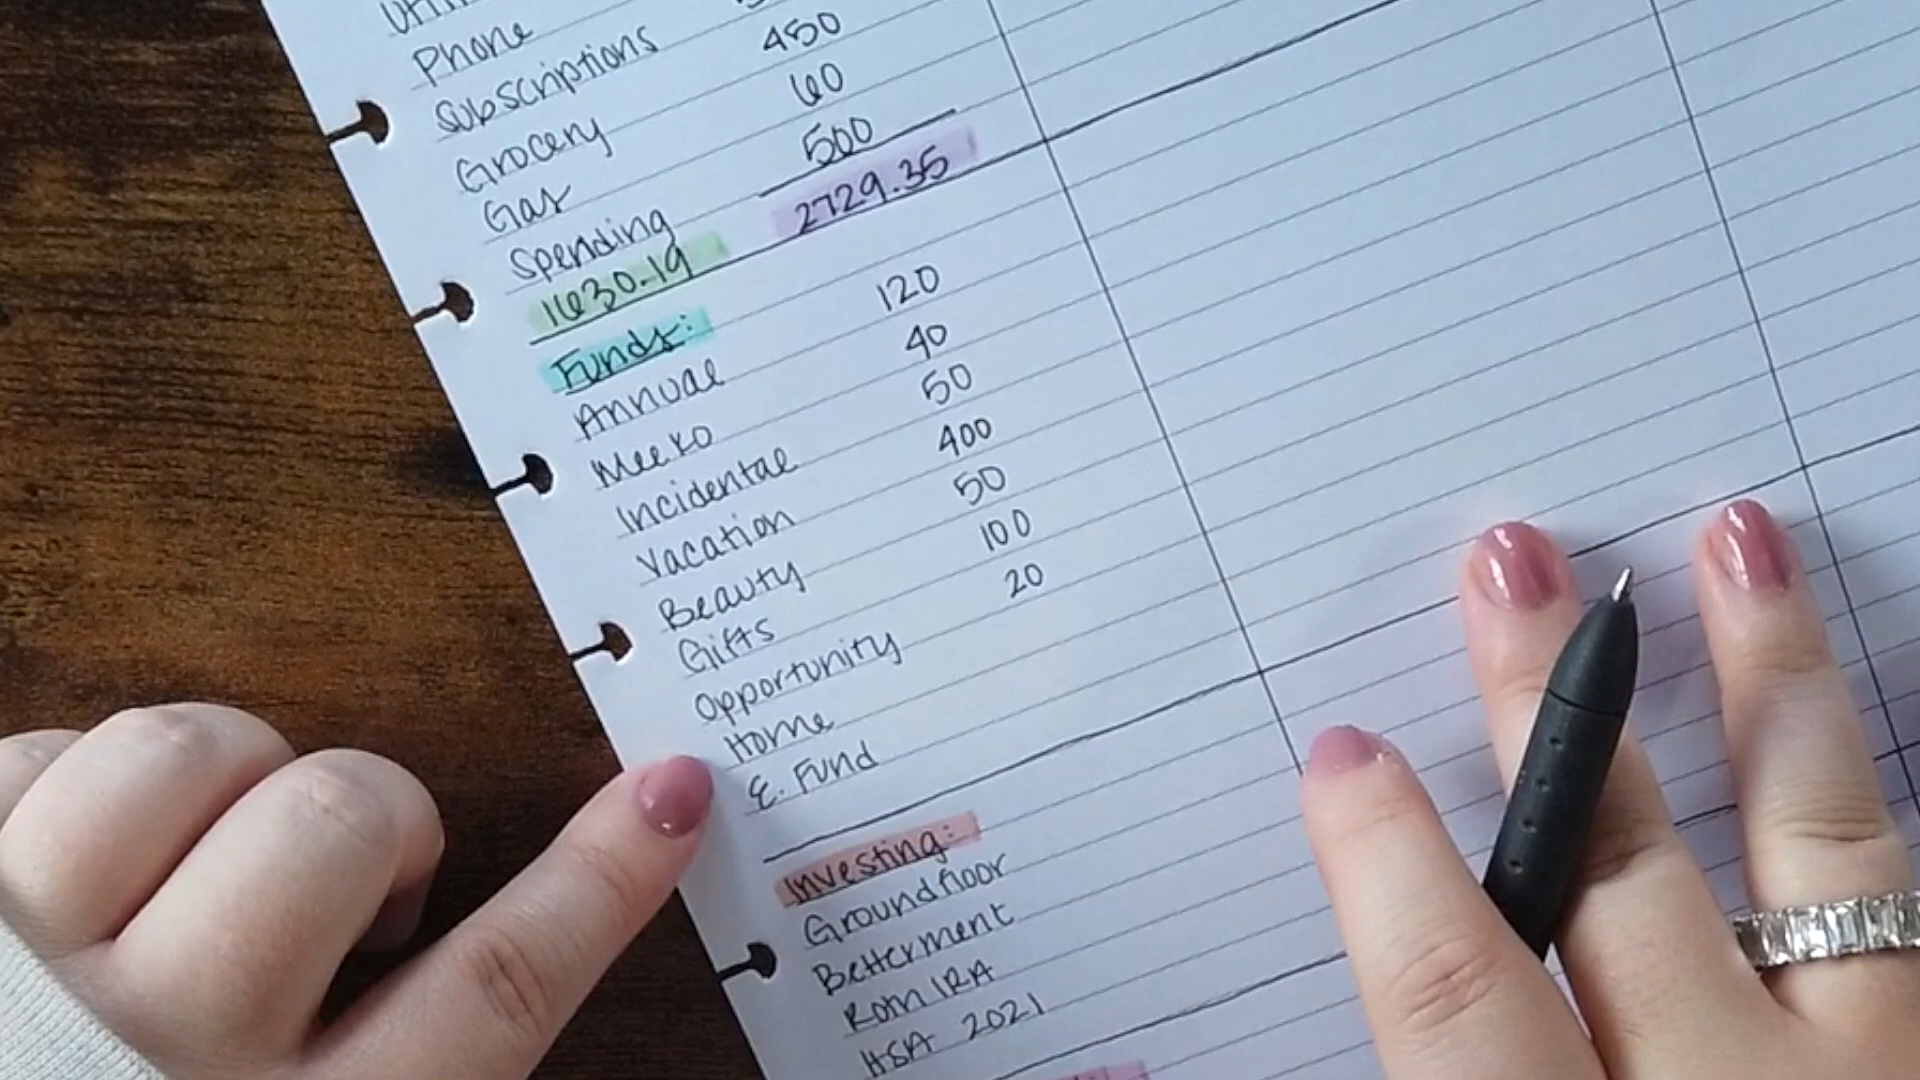 Phone
Subscriptions
Grocery 450
Gas 60
Spending 500
1630.19 2729.35
Funds:
Annual 120
Meeko 40
Incidental 50
Vacation 400
Beauty 50
Gifts 100
Opportunity 20
Home
E. Fund
Investing:
Groundfloor
Betterment
Roth IRA
HSA 2021